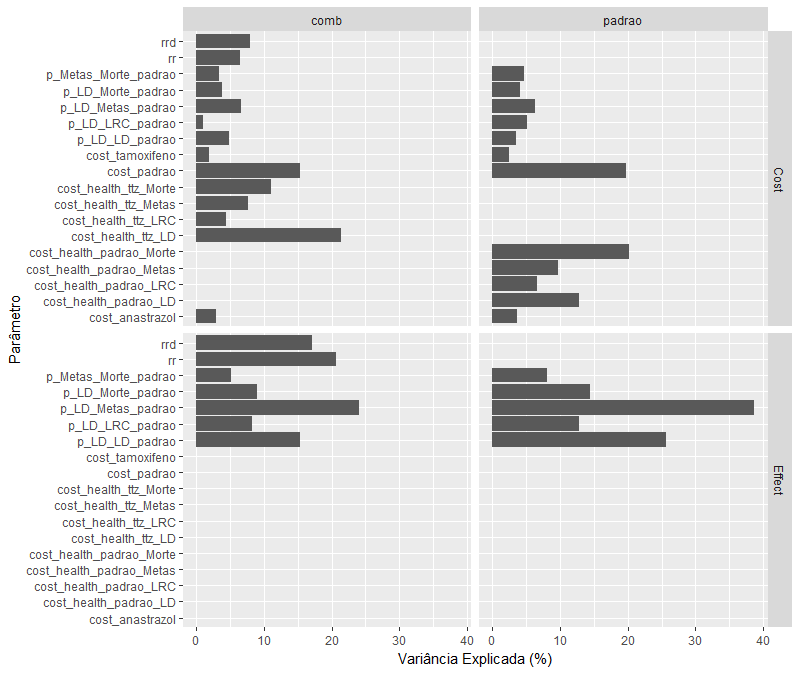 comb
padrao
rrd
rr
p_Metas_Morte_padrao
p_LD_Morte_padrao
p_LD_Metas_padrao
p_LD_LRC_padrao
p_LD_LD_padrao
cost_tamoxifeno
cost_padrao
cost_health_ttz_Morte
cost_health_ttz_Metas
cost_health_ttz_LRC
cost_health_ttz_LD
cost_health_padrao_Morte
cost_health_padrao_Metas
cost_health_padrao_LRC
cost_health_padrao_LD
cost_anastrazol
Cost
Parâmetro
rrd
rr
p_Metas_Morte_padrao
p_LD_Morte_padrao
p_LD_Metas_padrao
p_LD_LRC_padrao
p_LD_LD_padrao
cost_tamoxifeno
cost_padrao
cost_health_ttz_Morte
cost_health_ttz_Metas
cost_health_ttz_LRC
cost_health_ttz_LD
cost_health_padrao_Morte
cost_health_padrao_Metas
cost_health_padrao_LRC
cost_health_padrao_LD
cost_anastrazol
Effect
0 10 20 30 40
0 10 20 30 40
Variância Explicada (%)